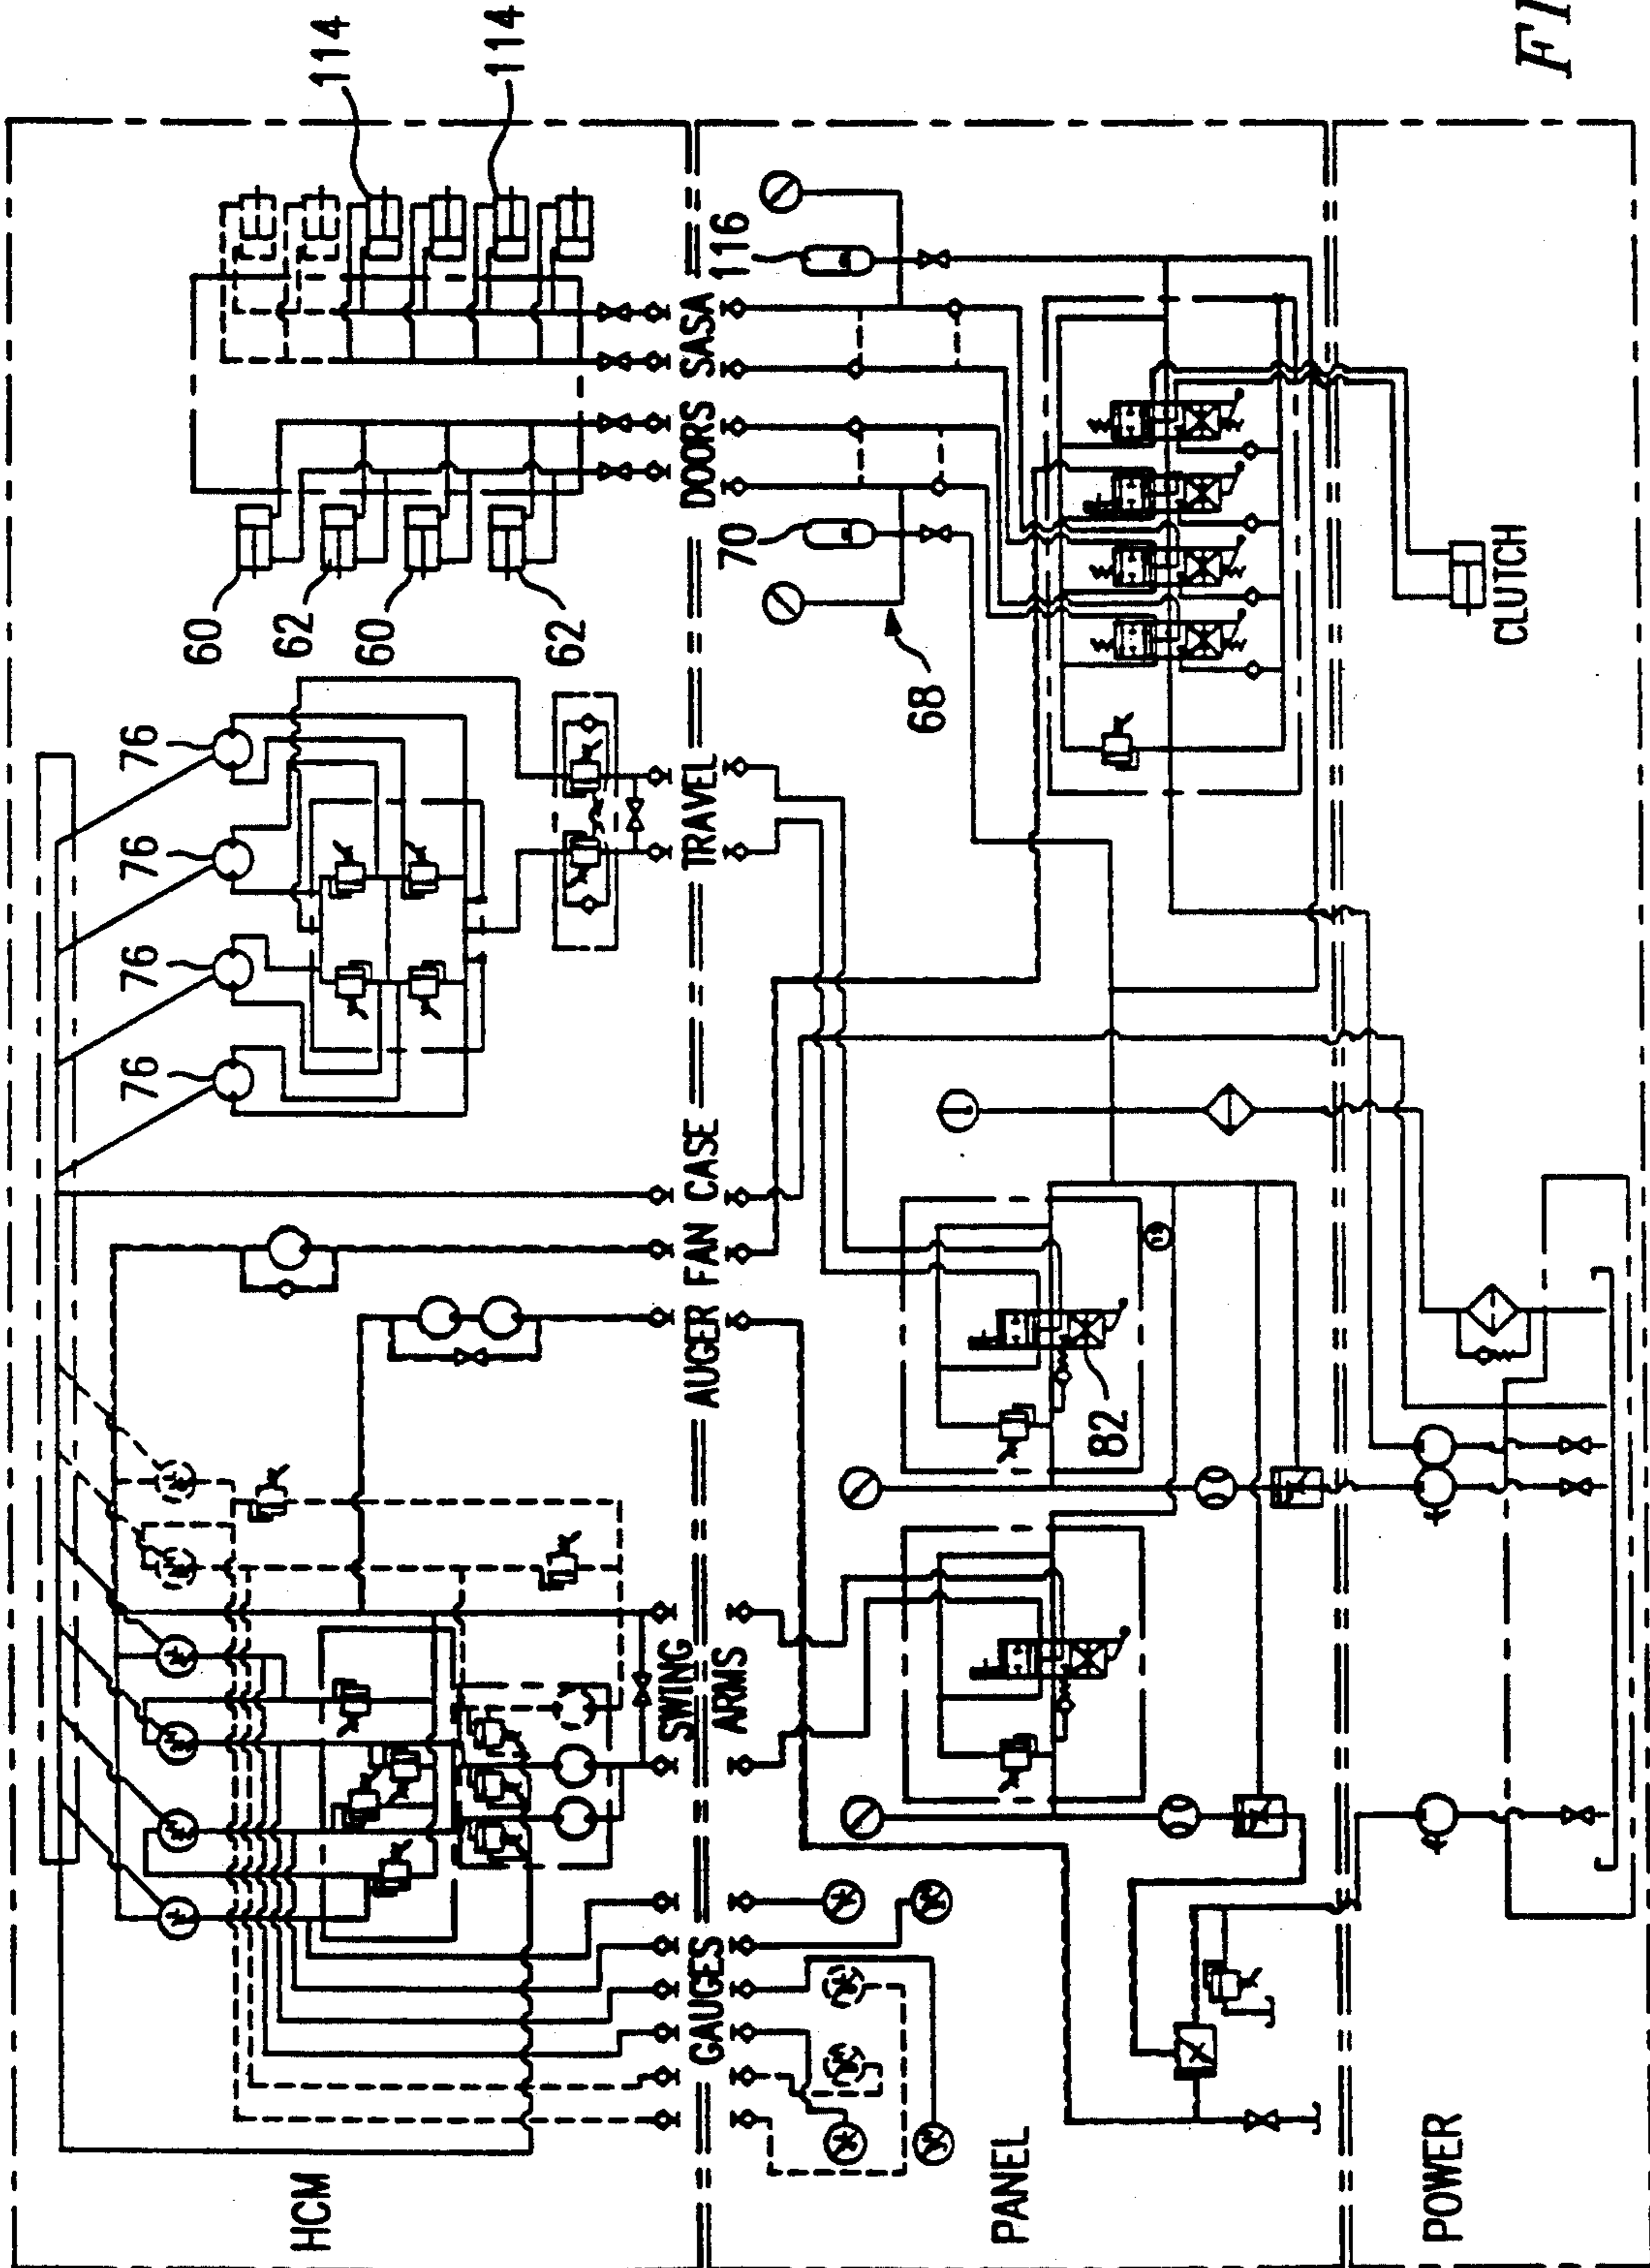 FI
114
114
60
62
60
62
76
76
76
76
GAUGES
SWING
ARMS
AUGER
FAN
CASE
TRAVEL
DOORS
SASA
HCM
116
70
68
82
PANEL
CLUTCH
POWER